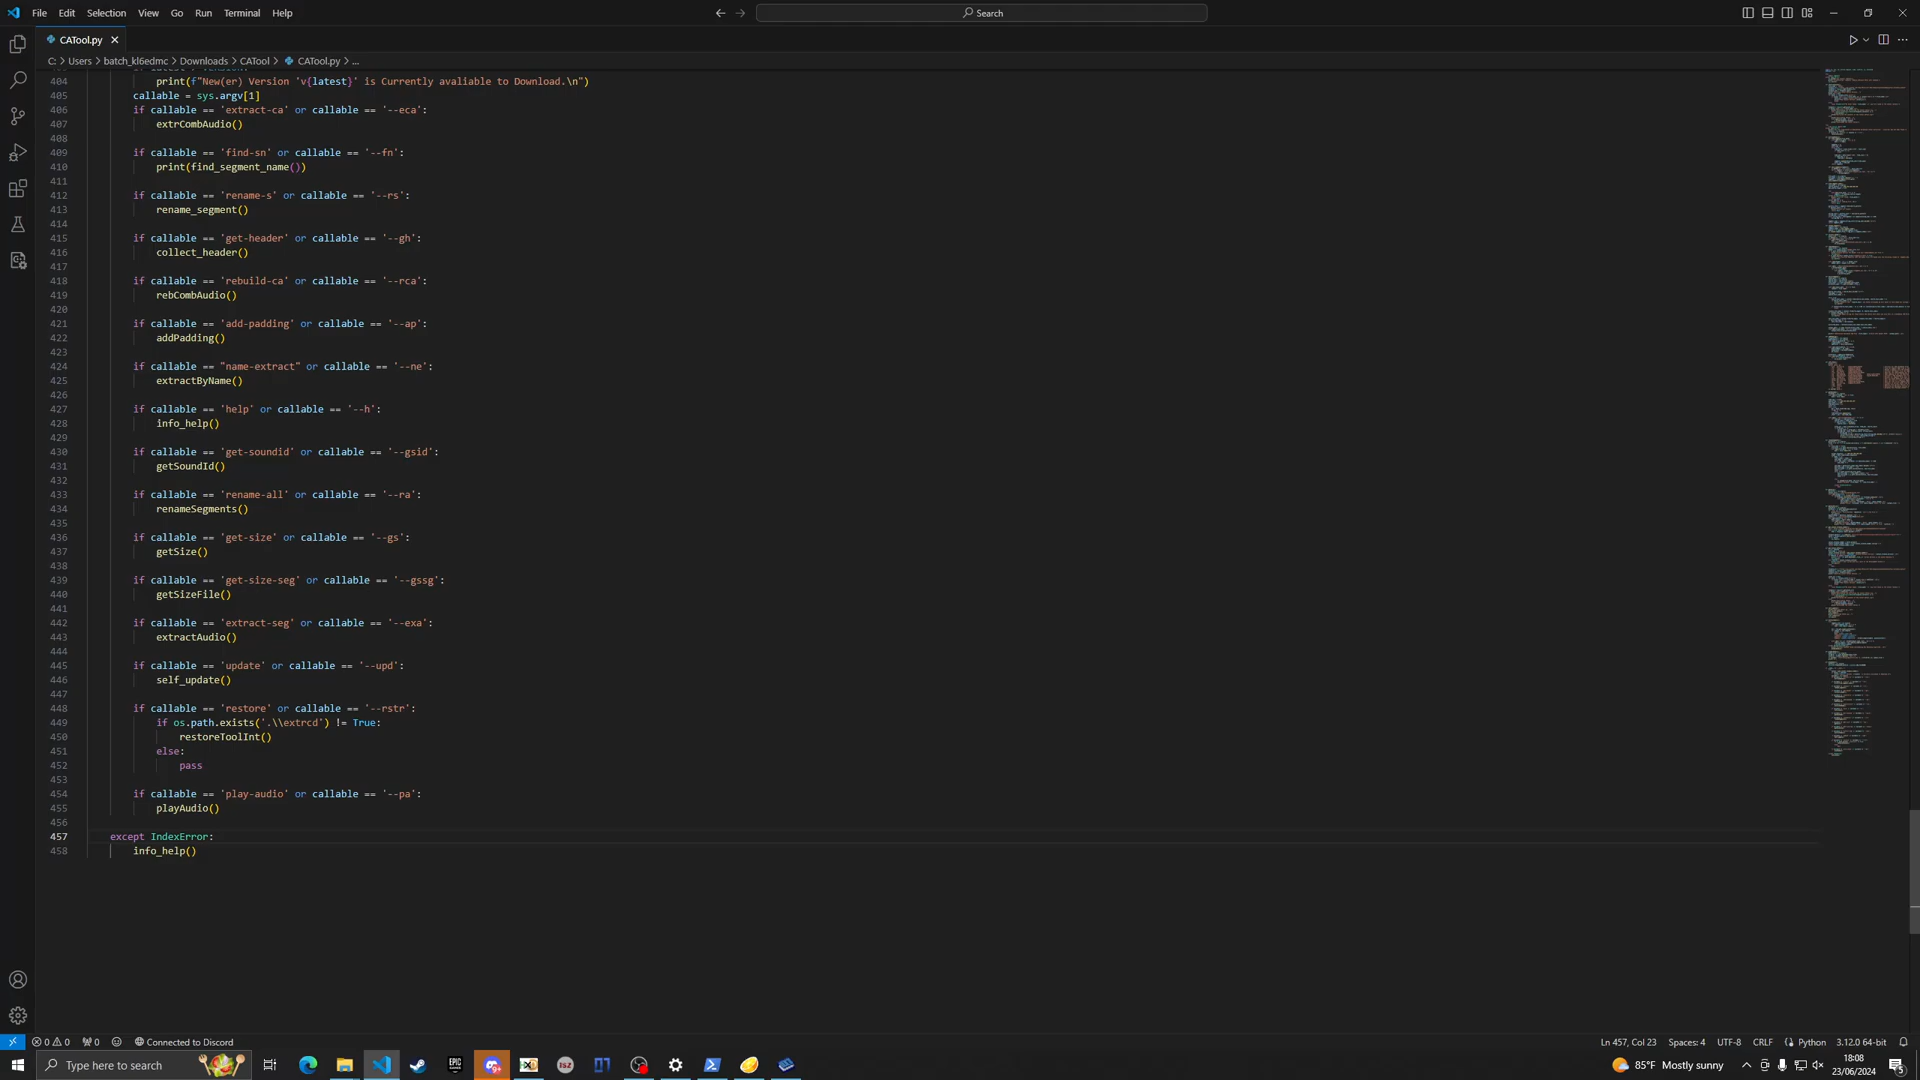 File Edit Selection View Go Run Terminal Help
Search
CATool.py
C: > Users > batch_kl6edmc > Downloads > CATool > CATool.py > ...
404 print(f"New(er) Version 'v{latest}' is Currently avaliable to Download.\n")
405 callable = sys.argv[1]
406 if callable == 'extract-ca' or callable == '--eca':
407 extrCombAudio()
408
409 if callable == 'find-sn' or callable == '--fn':
410 print(find_segment_name())
411
412 if callable == 'rename-s' or callable == '--rs':
413 rename_segment()
414
415 if callable == 'get-header' or callable == '--gh':
416 collect_header()
417
418 if callable == 'rebuild-ca' or callable == '--rca':
419 rebCombAudio()
420
421 if callable == 'add-padding' or callable == '--ap':
422 addPadding()
423
424 if callable == "name-extract" or callable == '--ne':
425 extractByName()
426
427 if callable == 'help' or callable == '--h':
428 info_help()
429
430 if callable == 'get-soundid' or callable == '--gsid':
431 getSoundId()
432
433 if callable == 'rename-all' or callable == '--ra':
434 renameSegments()
435
436 if callable == 'get-size' or callable == '--gs':
437 getSize()
438
439 if callable == 'get-size-seg' or callable == '--gssg':
440 getSizeFile()
441
442 if callable == 'extract-seg' or callable == '--exa':
443 extractAudio()
444
445 if callable == 'update' or callable == '--upd':
446 self_update()
447
448 if callable == 'restore' or callable == '--rstr':
449 if os.path.exists('.\\extrcd') != True:
450 restoreToolInt()
451 else:
452 pass
453
454 if callable == 'play-audio' or callable == '--pa':
455 playAudio()
456
457 except IndexError:
458 info_help()
0 0 0 Connected to Discord
Ln 457, Col 23 Spaces: 4 UTF-8 CRLF Python 3.12.0 64-bit
Type here to search
EPIC GAMES
isz
85°F Mostly sunny
18:08
23/06/2024
5